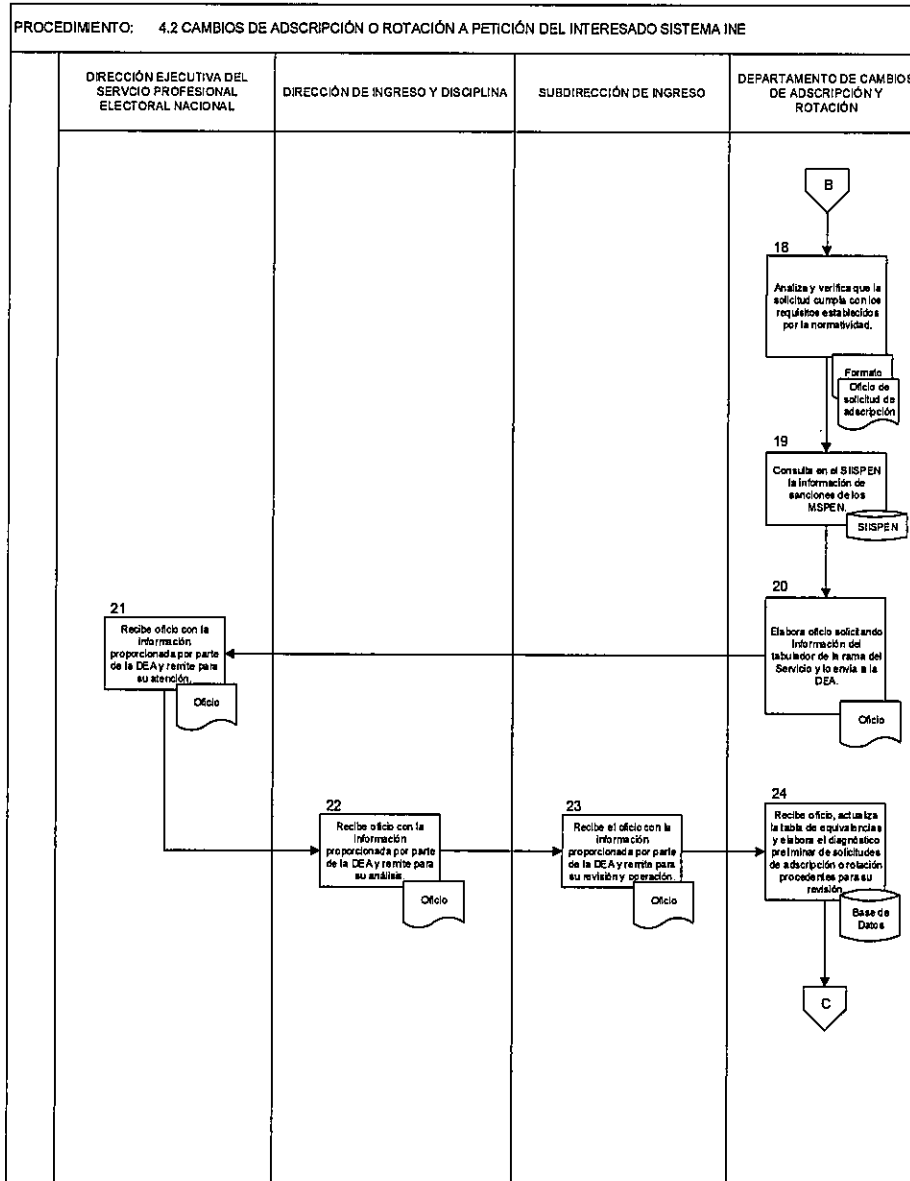 PROCEDIMIENTO: 4.2 CAMBIOS DE ADSCRIPCIÓN O ROTACIÓN A PETICIÓN DEL INTERESADO SISTEMA INE
DIRECCIÓN EJECUTIVA DEL
SERVCIO PROFESIONAL
ELECTORAL NACIONAL
DIRECCIÓN DE INGRESO Y DISCIPLINA
SUBDIRECCIÓN DE INGRESO
DEPARTAMENTO DE CAMBIOS
DE ADSCRIPCIÓN Y
ROTACIÓN
B
18
Analiza y verifica que la
solicitud cumpla con los
requisitos establecidos
por la normatividad.
Formato
Oficio de
solicitud de
adscripción
19
Consulta en el SIISPEN
la información de
sanciones de los
MSPEN.
SIISPEN
20
Elabora oficio solicitando
información del
tabulador de la rama del
Servicio y lo envía a la
DEA.
Oficio
21
Recibe oficio con la
información
proporcionada por parte
de la DEA y remite para
su atención.
Oficio
22
Recibe oficio con la
información
proporcionada por parte
de la DEA y remite para
su análisis.
Oficio
23
Recibe el oficio con la
información
proporcionada por parte
de la DEA y remite para
su revisión y operación.
Oficio
24
Recibe oficio, actualiza
la tabla de equivalencias
y elabora el diagnóstico
preliminar de solicitudes
de adscripción o rotación
procedentes para su
revisión
Base de
Datos
C